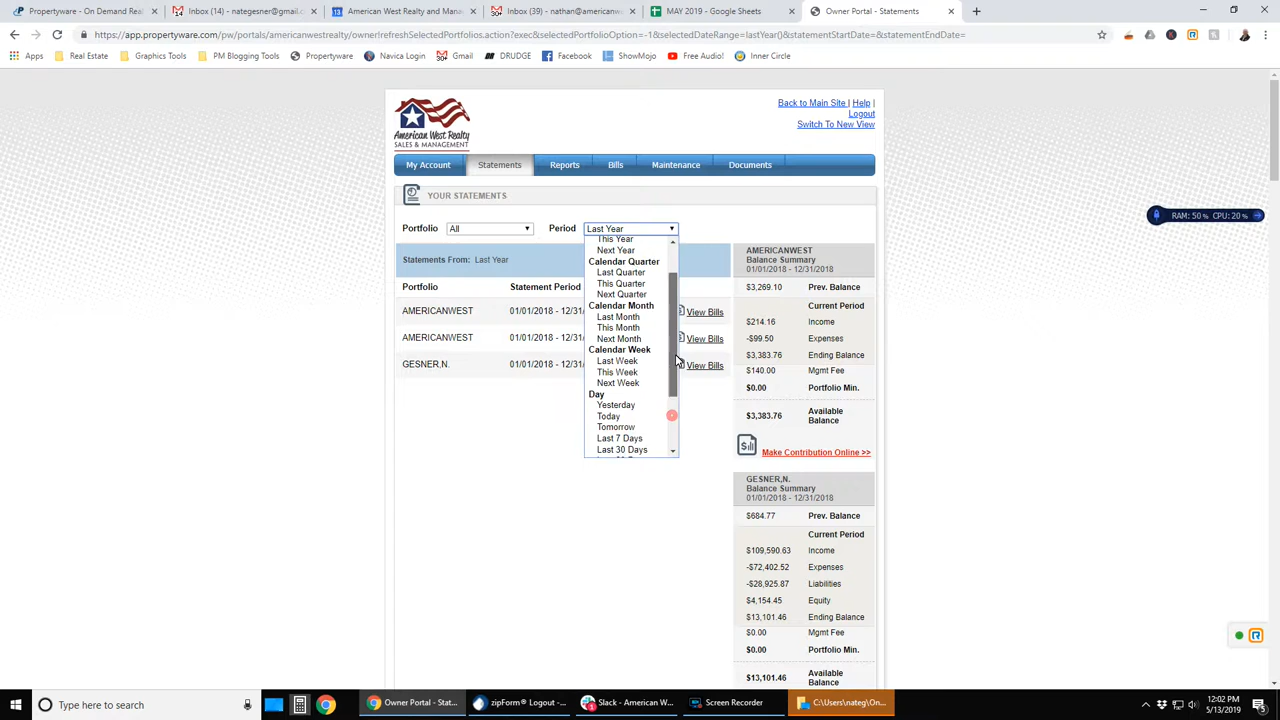 Propertyware - On Demand Real
Inbox (14) - nategesner@gmail.c
American West Realty and Manag
Inbox (39) - nathan@americanwe
MAY 2019 - Google Sheets
Owner Portal - Statements
https://app.propertyware.com/pw/portals/americanwestrealty/owner!refreshSelectedPortfolios.action?exec&selectedPortfolioOption=-1&selectedDateRange=lastYear()&statementStartDate=&statementEndDate=
Apps Real Estate Graphics Tools PM Blogging Tools Propertyware Navica Login Gmail DRUDGE Facebook ShowMojo Free Audio! Inner Circle
Back to Main Site | Help |
Logout
Switch To New View
American West Realty
SALES & MANAGEMENT
My Account Statements Reports Bills Maintenance Documents
YOUR STATEMENTS
Portfolio All Period Last Year
Statements From: Last Year
Portfolio Statement Period
AMERICANWEST 01/01/2018 - 12/31/ View Bills
AMERICANWEST 01/01/2018 - 12/31/ View Bills
GESNER,N. 01/01/2018 - 12/31/ View Bills
This Year
Next Year
Calendar Quarter
Last Quarter
This Quarter
Next Quarter
Calendar Month
Last Month
This Month
Next Month
Calendar Week
Last Week
This Week
Next Week
Day
Yesterday
Today
Tomorrow
Last 7 Days
Last 30 Days
AMERICANWEST
Balance Summary
01/01/2018 - 12/31/2018
$3,269.10 Prev. Balance
Current Period
$214.16 Income
-$99.50 Expenses
$3,383.76 Ending Balance
$140.00 Mgmt Fee
$0.00 Portfolio Min.
$3,383.76 Available
Balance
Make Contribution Online >>
GESNER,N.
Balance Summary
01/01/2018 - 12/31/2018
$684.77 Prev. Balance
Current Period
$109,590.63 Income
-$72,402.52 Expenses
-$28,925.87 Liabilities
$4,154.45 Equity
$13,101.46 Ending Balance
$0.00 Mgmt Fee
$0.00 Portfolio Min.
$13,101.46 Available
Balance
RAM: 50 % CPU: 20 %
Type here to search
Owner Portal - Stat...
zipForm® Logout -...
Slack - American W...
Screen Recorder
C:\Users\nateg\On...
12:02 PM
5/13/2019